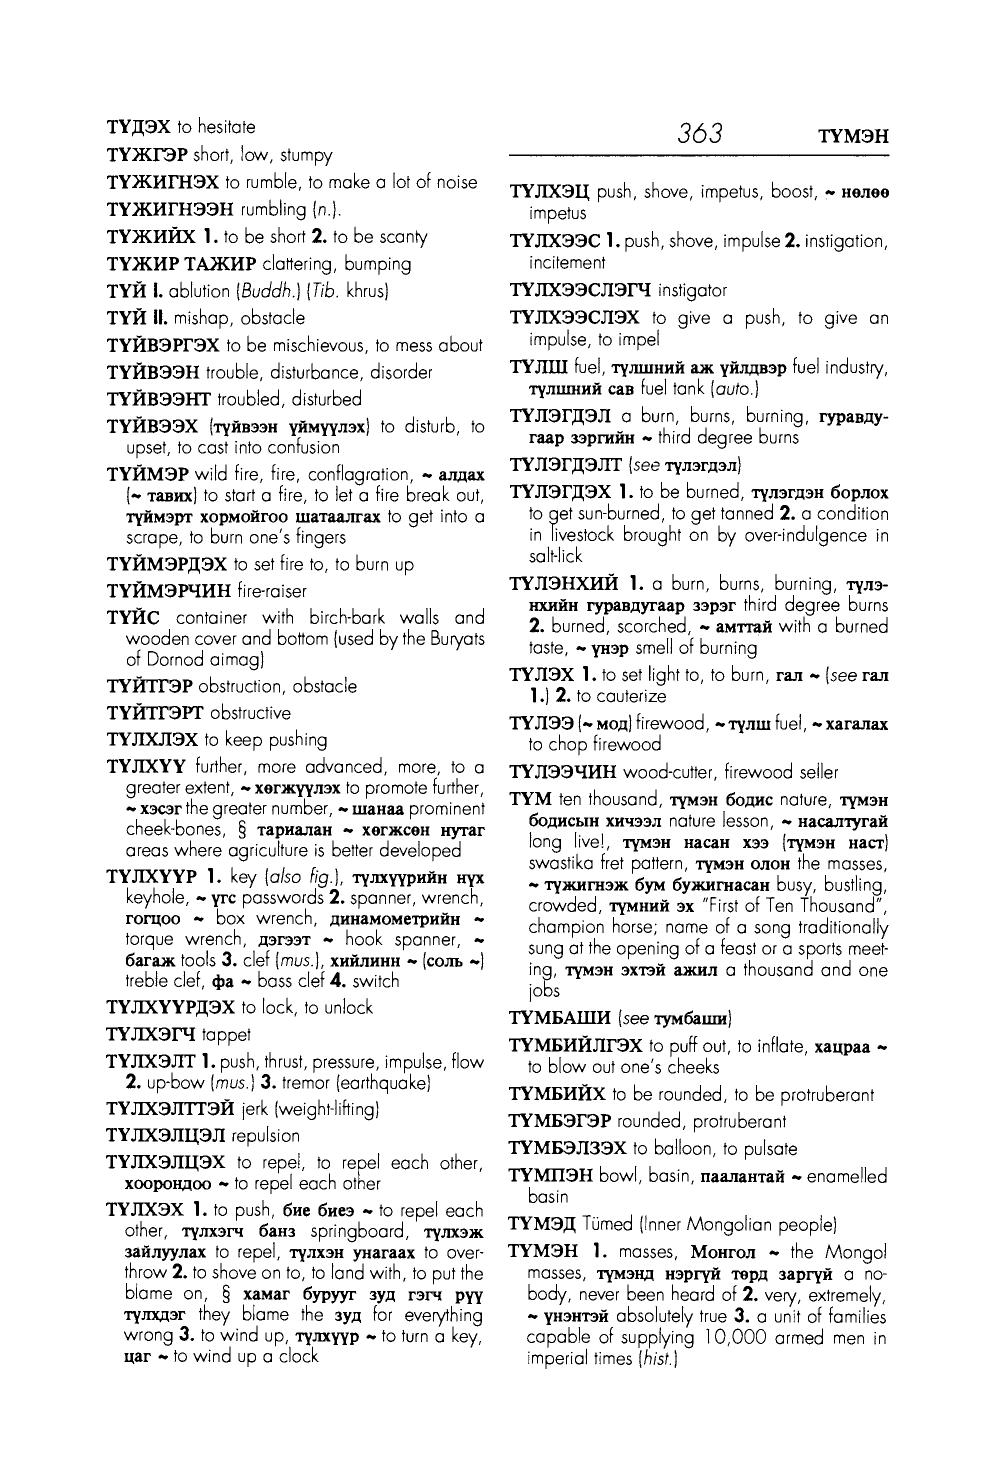 ТҮДЭХ to hesitate
ТҮЖГЭР short, low, stumpy
ТҮЖИГНЭХ to rumble, to make a lot of noise
ТҮЖИГНЭЭН rumbling (n.).
ТҮЖИЙХ 1. to be short 2. to be scanty
ТҮЖИР ТАЖИР clattering, bumping
ТҮЙ I. ablution (Buddh.) (Tib. khrus)
ТҮЙ II. mishap, obstacle
ТҮЙВЭРГЭХ to be mischievous, to mess about
ТҮЙВЭЭН trouble, disturbance, disorder
ТҮЙВЭЭНТ troubled, disturbed
ТҮЙВЭЭХ (түйвээн үймүүлэх) to disturb, to
upset, to cast into confusion
ТҮЙМЭР wild fire, fire, conflagration, ~ алдах
(~ тавих) to start a fire, to let a fire break out,
түймэрт хормойгоо шатаалгах to get into a
scrape, to burn one's fingers
ТҮЙМЭРДЭХ to set fire to, to burn up
ТҮЙМЭРЧИН fire-raiser
ТҮЙС container with birch-bark walls and
wooden cover and bottom (used by the Buryats
of Dornod aimag)
ТҮЙТГЭР obstruction, obstacle
ТҮЙТГЭРТ obstructive
ТҮЛХЛЭХ to keep pushing
ТҮЛХҮҮ further, more advanced, more, to a
greater extent, ~ хөгжүүлэх to promote further,
~ хэсэг the greater number, ~ шанаа prominent
cheek-bones, § тариалан ~ хөгжсөн нутаг
areas where agriculture is better developed
ТҮЛХҮҮР 1. key (also fig.), түлхүүрийн нүх
keyhole, ~ үгс passwords 2. spanner, wrench,
гогцоо ~ box wrench, динамометрийн ~
torque wrench, дэгээт ~ hook spanner, ~
багаж tools 3. clef (mus.), хийлинн ~ (соль ~)
treble clef, фа ~ bass clef 4. switch
ТҮЛХҮҮРДЭХ to lock, to unlock
ТҮЛХЭГЧ tappet
ТҮЛХЭЛТ 1. push, thrust, pressure, impulse, flow
2. up-bow (mus.) 3. tremor (earthquake)
ТҮЛХЭЛТТЭЙ jerk (weight-lifting)
ТҮЛХЭЛЦЭЛ repulsion
ТҮЛХЭЛЦЭХ to repel, to repel each other,
хоорондоо ~ to repel each other
ТҮЛХЭХ 1. to push, бие биеэ ~ to repel each
other, түлхэгч банз springboard, түлхэж
зайлуулах to repel, түлхэн унагаах to over-
throw 2. to shove on to, to land with, to put the
blame on, § хамаг бурууг зуд гэгч рүү
түлхдэг they blame the зуд for everything
wrong 3. to wind up, түлхүүр ~ to turn a key,
цаг ~ to wind up a clock
363 ТҮМЭН
ТҮЛХЭЦ push, shove, impetus, boost, ~ нөлөө
impetus
ТҮЛХЭЭС 1. push, shove, impulse 2. instigation,
incitement
ТҮЛХЭЭСЛЭГЧ instigator
ТҮЛХЭЭСЛЭХ to give a push, to give an
impulse, to impel
ТҮЛШ fuel, түлшний аж үйлдвэр fuel industry,
түлшний сав fuel tank (auto.)
ТҮЛЭГДЭЛ a burn, burns, burning, гуравду-
гаар зэргийн ~ third degree burns
ТҮЛЭГДЭЛТ (see түлэгдэл)
ТҮЛЭГДЭХ 1. to be burned, түлэгдэн борлох
to get sun-burned, to get tanned 2. a condition
in livestock brought on by over-indulgence in
salt-lick
ТҮЛЭНХИЙ 1. a burn, burns, burning, түлэ-
нхийн гуравдугаар зэрэг third degree burns
2. burned, scorched, ~ амттай with a burned
taste, ~ үнэр smell of burning
ТҮЛЭХ 1. to set light to, to burn, гал ~ (see гал
1.) 2. to cauterize
ТҮЛЭЭ (~ мод) firewood, ~ түлш fuel, ~ хагалах
to chop firewood
ТҮЛЭЭЧИН wood-cutter, firewood seller
ТҮМ ten thousand, түмэн бодис nature, түмэн
бодисын хичээл nature lesson, ~ насалтугай
long live!, түмэн насан хээ (түмэн наст)
swastika fret pattern, түмэн олон the masses,
~ түжигнэж бум бужигнасан busy, bustling,
crowded, түмний эх "First of Ten Thousand",
champion horse; name of a song traditionally
sung at the opening of a feast or a sports meet-
ing, түмэн эхтэй ажил a thousand and one
jobs
ТҮМБАШИ (see тумбаши)
ТҮМБИЙЛГЭХ to puff out, to inflate, хацраа ~
to blow out one's cheeks
ТҮМБИЙХ to be rounded, to be protruberant
ТҮМБЭГЭР rounded, protruberant
ТҮМБЭЛЗЭХ to balloon, to pulsate
ТҮМПЭН bowl, basin, паалантай ~ enamelled
basin
ТҮМЭД Tümed (Inner Mongolian people)
ТҮМЭН 1. masses, Монгол ~ the Mongol
masses, түмэнд нэргүй төрд заргүй a no-
body, never been heard of 2. very, extremely,
~ үнэнтэй absolutely true 3. a unit of families
capable of supplying 10,000 armed men in
imperial times (hist.)